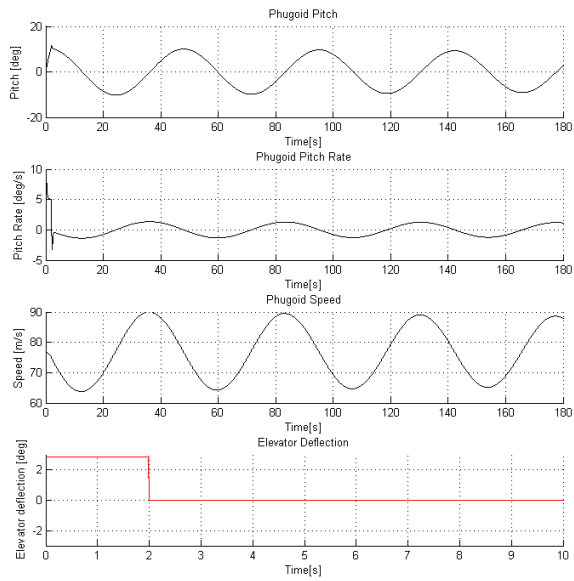 Phugoid Pitch
Pitch [deg]
20
0
-20
0 20 40 60 80 100 120 140 160 180
Time[s]
Phugoid Pitch Rate
Pitch Rate [deg/s]
10
5
0
-5
0 20 40 60 80 100 120 140 160 180
Time[s]
Phugoid Speed
Speed [m/s]
90
80
70
60
0 20 40 60 80 100 120 140 160 180
Time[s]
Elevator Deflection
Elevator deflection [deg]
2
0
-2
0 1 2 3 4 5 6 7 8 9 10
Time[s]